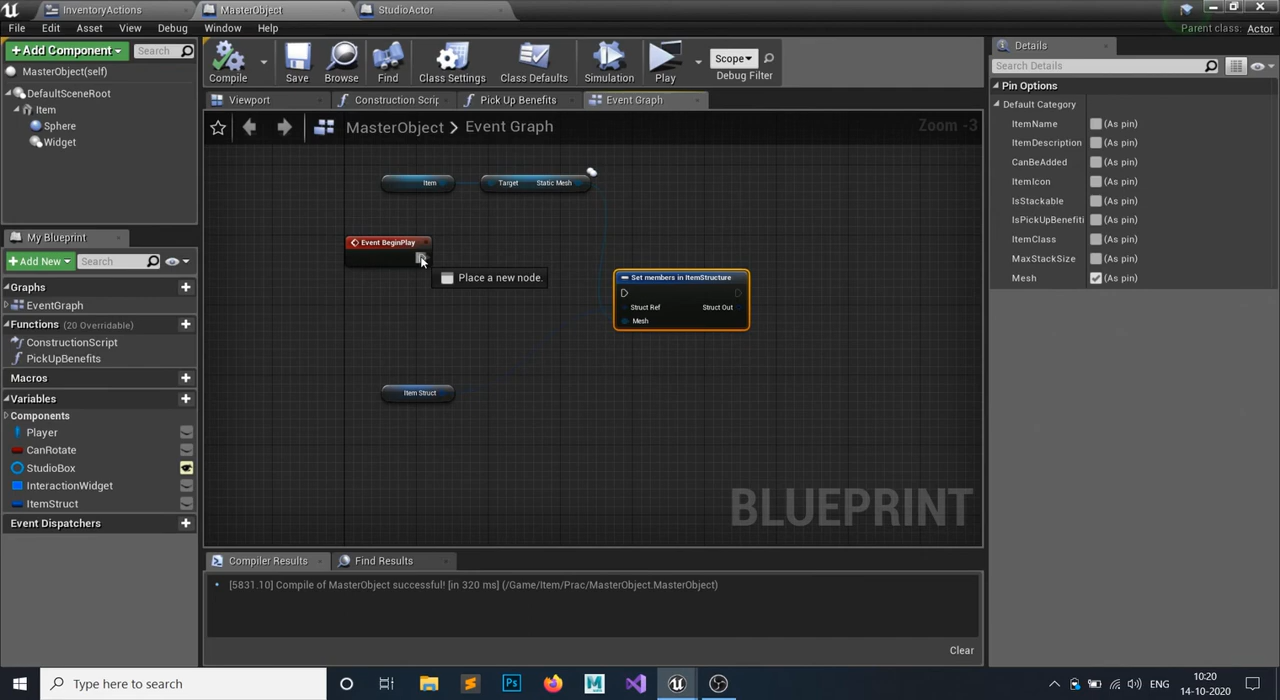 InventoryActions
MasterObject
StudioActor
File Edit Asset View Debug Window Help
Parent class: Actor
+Add Component
Search
MasterObject(self)
DefaultSceneRoot
Item
Sphere
Widget
Compile
Save
Browse
Find
Class Settings
Class Defaults
Simulation
Play
Scope
Debug Filter
Viewport
Construction Scrip
Pick Up Benefits
Event Graph
MasterObject > Event Graph
Zoom -3
Item
Target Static Mesh
Event BeginPlay
Place a new node.
Set members in ItemStructure
Struct Ref Struct Out
Mesh
Item Struct
BLUEPRINT
My Blueprint
+Add New
Search
Graphs
EventGraph
Functions (20 Overridable)
ConstructionScript
PickUpBenefits
Macros
Variables
Components
Player
CanRotate
StudioBox
InteractionWidget
ItemStruct
Event Dispatchers
Compiler Results
Find Results
[5831.10] Compile of MasterObject successful! [in 320 ms] (/Game/Item/Prac/MasterObject.MasterObject)
Clear
Details
Search Details
Pin Options
Default Category
ItemName (As pin)
ItemDescription (As pin)
CanBeAdded (As pin)
ItemIcon (As pin)
IsStackable (As pin)
IsPickUpBenefiti (As pin)
ItemClass (As pin)
MaxStackSize (As pin)
Mesh (As pin)
Type here to search
Ps
ENG
10:20
14-10-2020